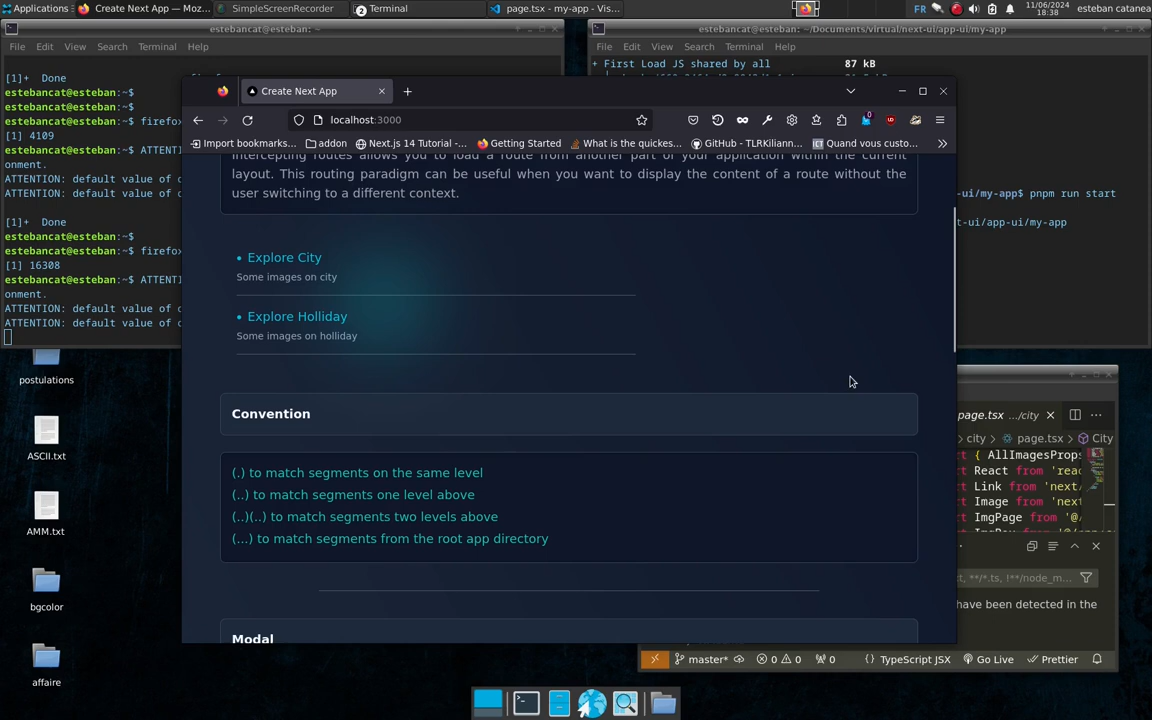 Applications
Create New App — Moz...
SimpleScreenRecorder
2 Terminal
page.tsx - my-app - Vis...
FR
11/06/2024
18:38
esteban catanea
estebancat@esteban: ~
File Edit View Search Terminal Help
[1]+ Done
estebancat@esteban:~$
estebancat@esteban:~$
estebancat@esteban:~$ firefox
[1] 4109
estebancat@esteban:~$ ATTENTI
onment.
ATTENTION: default value of
ATTENTION: default value of
[1]+ Done
estebancat@esteban:~$
estebancat@esteban:~$ firefox
[1] 16308
estebancat@esteban:~$ ATTENTI
onment.
ATTENTION: default value of
ATTENTION: default value of
estebancat@esteban: ~/Documents/virtual/next-ui/app-ui/my-app
File Edit View Search Terminal Help
+ First Load JS shared by all 87 kB
-ui/my-app$ pnpm run start
t-ui/app-ui/my-app
Create Next App
localhost:3000
Import bookmarks...
addon
Next.js 14 Tutorial -...
Getting Started
What is the quickes...
GitHub - TLRKiliann...
Quand vous custo...
Intercepting routes allows you to load a route from another part of your application within the current
layout. This routing paradigm can be useful when you want to display the content of a route without the
user switching to a different context.
• Explore City
Some images on city
• Explore Holliday
Some images on holliday
Convention
(.) to match segments on the same level
(..) to match segments one level above
(..)(..) to match segments two levels above
(...) to match segments from the root app directory
Modal
postulations
ASCII.txt
AMM.txt
bgcolor
affaire
page.tsx .../city
city > page.tsx > City
t { AllImagesProps
t React from 'reac
t Link from 'next/
t Image from 'next
t ImgPage from '@/
t, **/*.ts, !**/node_m...
have been detected in the
master*
0 0
0
TypeScript JSX
Go Live
Prettier